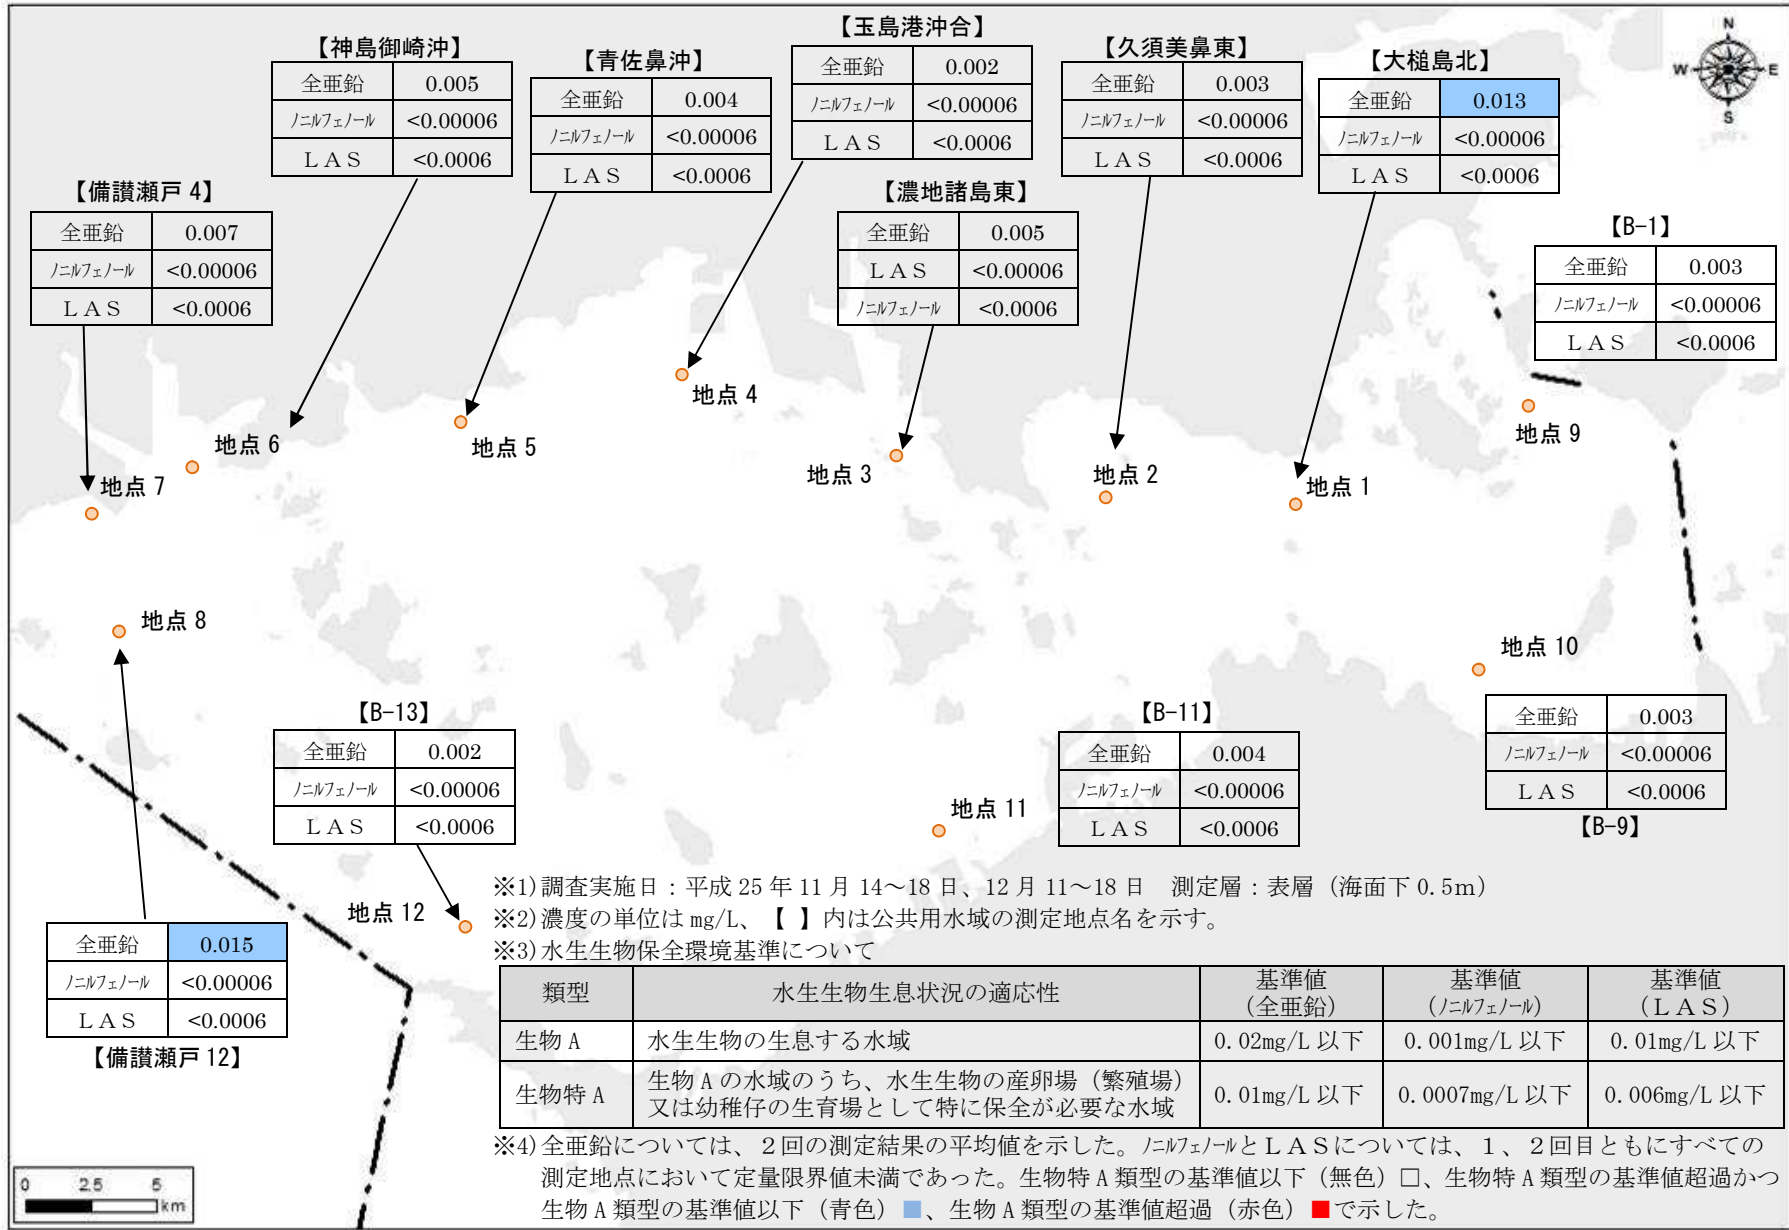 【玉島港沖合】
全亜鉛 0.002
ﾉﾆﾙﾌｪﾉｰﾙ <0.00006
ＬＡＳ <0.0006
【神島御崎沖】
全亜鉛 0.005
ﾉﾆﾙﾌｪﾉｰﾙ <0.00006
ＬＡＳ <0.0006
【青佐鼻沖】
全亜鉛 0.004
ﾉﾆﾙﾌｪﾉｰﾙ <0.00006
ＬＡＳ <0.0006
【久須美鼻東】
全亜鉛 0.003
ﾉﾆﾙﾌｪﾉｰﾙ <0.00006
ＬＡＳ <0.0006
【大槌島北】
全亜鉛 0.013
ﾉﾆﾙﾌｪﾉｰﾙ <0.00006
ＬＡＳ <0.0006
N
W E
S
【備讃瀬戸 4】
全亜鉛 0.007
ﾉﾆﾙﾌｪﾉｰﾙ <0.00006
ＬＡＳ <0.0006
【濃地諸島東】
全亜鉛 0.005
ＬＡＳ <0.00006
ﾉﾆﾙﾌｪﾉｰﾙ <0.0006
【B-1】
全亜鉛 0.003
ﾉﾆﾙﾌｪﾉｰﾙ <0.00006
ＬＡＳ <0.0006
地点 4
地点 9
地点 6
地点 5
地点 3
地点 2
地点 1
地点 7
地点 8
地点 10
【B-13】
全亜鉛 0.002
ﾉﾆﾙﾌｪﾉｰﾙ <0.00006
ＬＡＳ <0.0006
【B-11】
全亜鉛 0.004
ﾉﾆﾙﾌｪﾉｰﾙ <0.00006
ＬＡＳ <0.0006
全亜鉛 0.003
ﾉﾆﾙﾌｪﾉｰﾙ <0.00006
ＬＡＳ <0.0006
【B-9】
地点 11
地点 12
全亜鉛 0.015
ﾉﾆﾙﾌｪﾉｰﾙ <0.00006
ＬＡＳ <0.0006
【備讃瀬戸 12】
※1)調査実施日：平成 25 年 11 月 14～18 日、12 月 11～18 日 測定層：表層（海面下 0.5m）
※2)濃度の単位は mg/L、【 】内は公共用水域の測定地点名を示す。
※3)水生生物保全環境基準について
類型 水生生物生息状況の適応性 基準値（全亜鉛） 基準値（ﾉﾆﾙﾌｪﾉｰﾙ） 基準値（ＬＡＳ）
生物 A 水生生物の生息する水域 0.02mg/L 以下 0.001mg/L 以下 0.01mg/L 以下
生物特 A 生物 A の水域のうち、水生生物の産卵場（繁殖場） 0.01mg/L 以下 0.0007mg/L 以下 0.006mg/L 以下
又は幼稚仔の生育場として特に保全が必要な水域
※4)全亜鉛については、２回の測定結果の平均値を示した。ﾉﾆﾙﾌｪﾉｰﾙとＬＡＳについては、１、２回目ともにすべての
測定地点において定量限界値未満であった。生物特 A 類型の基準値以下（無色）□、生物特 A 類型の基準値超過かつ
生物 A 類型の基準値以下（青色）■、生物 A 類型の基準値超過（赤色）■で示した。
0 2.5 5
km